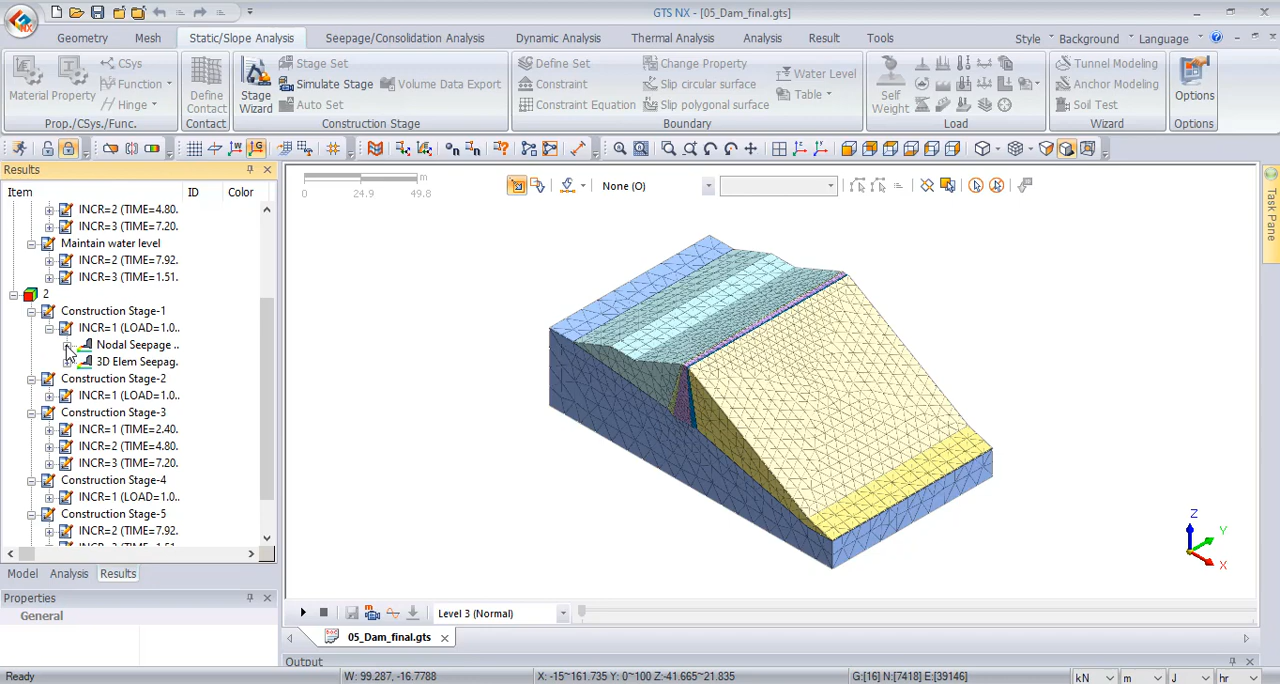 GTS NX - [05_Dam_final.gts]
Geometry Mesh Static/Slope Analysis Seepage/Consolidation Analysis Dynamic Analysis Thermal Analysis Analysis Result Tools Style Background Language
Material Property CSys Function Hinge
Prop./CSys./Func.
Define Contact
Contact
Stage Wizard Stage Set Simulate Stage Auto Set Volume Data Export
Construction Stage
Define Set Constraint Constraint Equation Change Property Slip circular surface Slip polygonal surface Water Level Table
Boundary
Self Weight
Load
Tunnel Modeling Anchor Modeling Soil Test
Wizard
Options
Options
Results
Item ID Color
INCR=2 (TIME=4.80.
INCR=3 (TIME=7.20.
Maintain water level
INCR=2 (TIME=7.92.
INCR=3 (TIME=1.51.
2
Construction Stage-1
INCR=1 (LOAD=1.0..
Nodal Seepage ..
3D Elem Seepag.
Construction Stage-2
INCR=1 (LOAD=1.0..
Construction Stage-3
INCR=1 (TIME=2.40.
INCR=2 (TIME=4.80.
INCR=3 (TIME=7.20.
Construction Stage-4
INCR=1 (LOAD=1.0..
Construction Stage-5
INCR=2 (TIME=7.92.
Model Analysis Results
Properties
General
m
0 24.9 49.8
None (O)
Task Pane
Z
Y
X
Level 3 (Normal)
05_Dam_final.gts
Output
Ready W: 99.287, -16.7788 X: -15~161.735 Y: 0~100 Z:-41.665~21.835 G:[16] N:[7418] E:[39146] kN m J hr